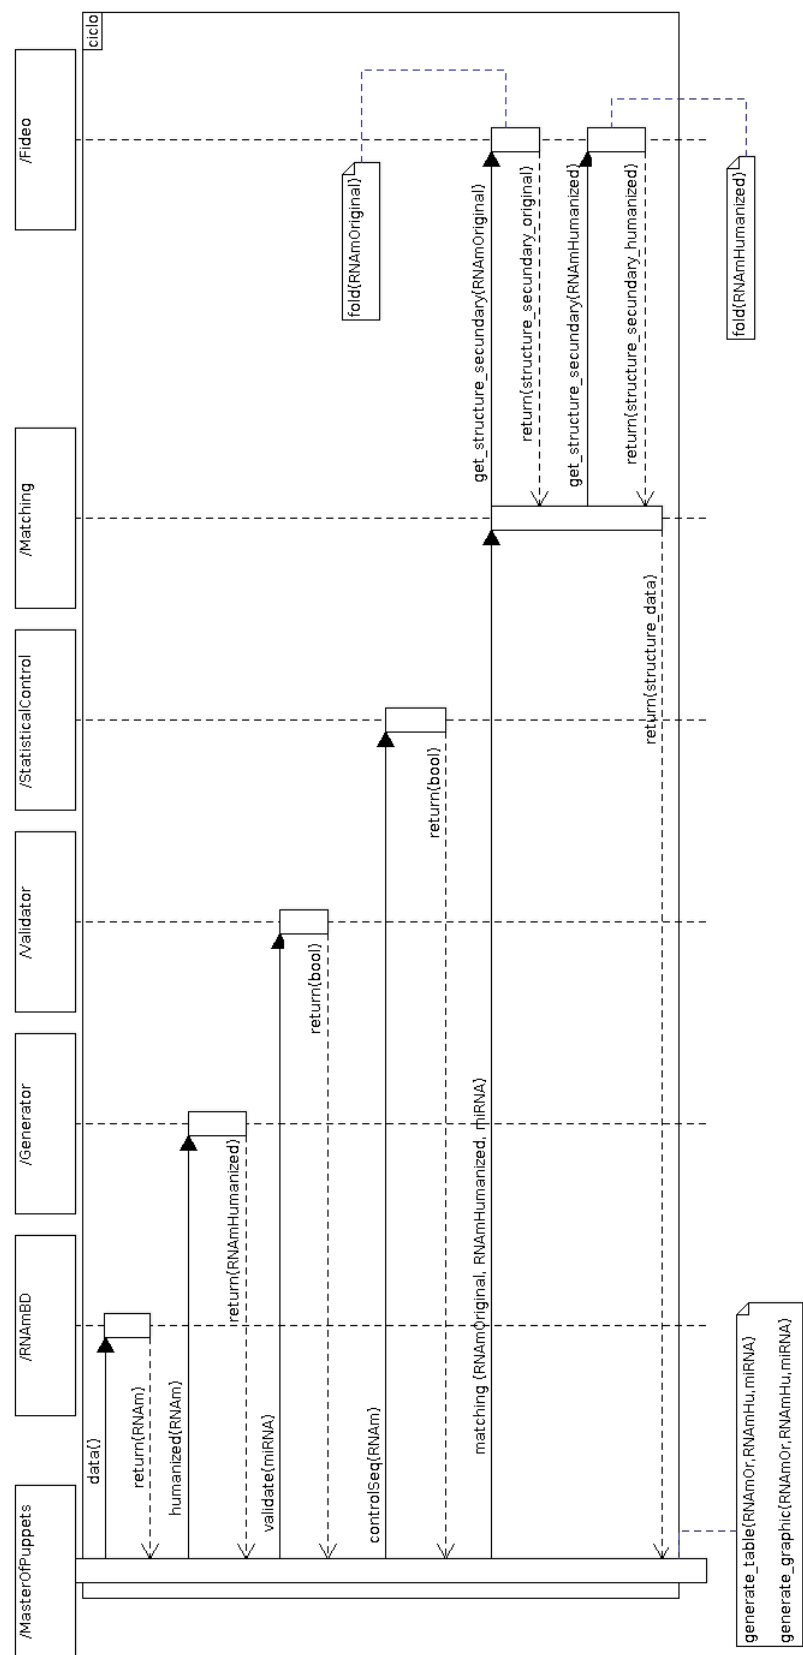 ciclo
/MasterOfPuppets
/RNAmBD
/Generator
/Validator
/StatisticalControl
/Matching
/Fideo
data()
return(RNAm)
humanized(RNAm)
return(RNAmHumanized)
validate(miRNA)
return(bool)
controlSeq(RNAm)
return(bool)
matching (RNAmOriginal, RNAmHumanized, miRNA)
get_structure_secundary(RNAmOriginal)
fold(RNAmOriginal)
return(structure_secundary_original)
get_structure_secundary(RNAmHumanized)
fold(RNAmHumanized)
return(structure_secundary_humanized)
return(structure_data)
generate_table(RNAmOr,RNAmHu,miRNA)
generate_graphic(RNAmOr,RNAmHu,miRNA)